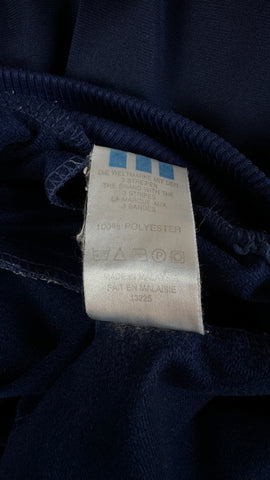 DIE WELTMARKE MIT DEN
3 STREIFEN
THE BRAND WITH THE
3 STRIPES
LA MARQUE AUX
3 BANDES
100% POLYESTER
MADE IN MALAYSIA
FAIT EN MALAISIE
13225